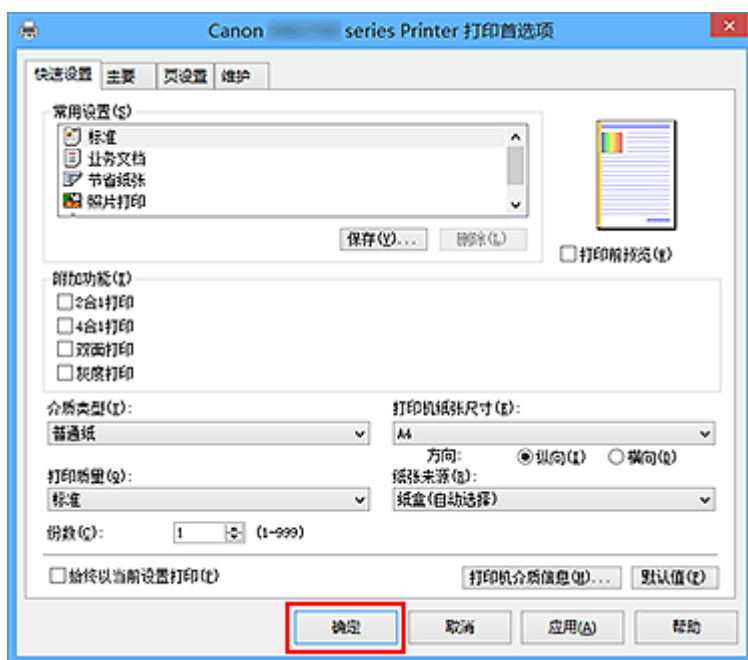 Canon series Printer 打印首选项
快速设置 主要 页设置 维护
常用设置(S)
标准
业务文档
节省纸张
照片打印
保存(V)... 删除(L)
打印前预览(W)
附加功能(I)
2合1打印
4合1打印
双面打印
灰度打印
介质类型(I): 打印机纸张尺寸(E):
普通纸 A4
方向: 纵向(I) 横向(Q)
打印质量(Q): 纸张来源(B):
标准 纸盒(自动选择)
份数(C): 1 (1-999)
始终以当前设置打印(T)
打印机介质信息(U)... 默认值(P)
确定 取消 应用(A) 帮助